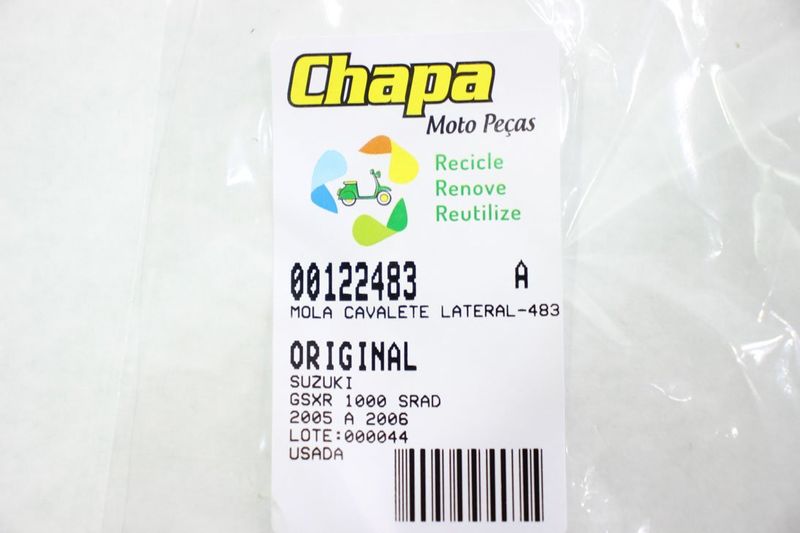 Chapa
Moto Peças
Recicle
Renove
Reutilize
00122483 A
MOLA CAVALETE LATERAL-483
ORIGINAL
SUZUKI
GSXR 1000 SRAD
2005 A 2006
LOTE:000044
USADA